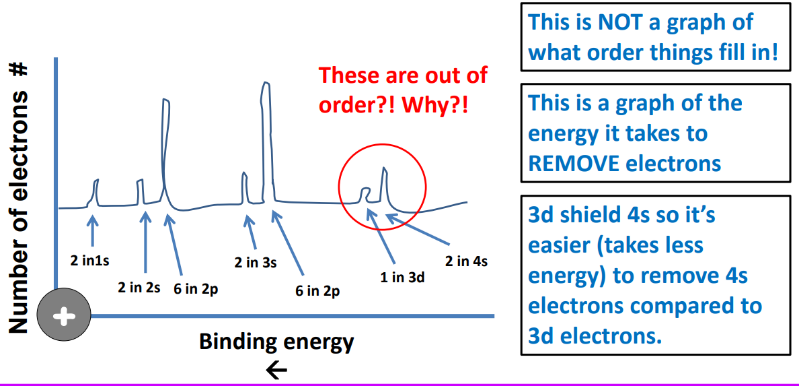 This is NOT a graph of
what order things fill in!
These are out of
order?! Why?!
This is a graph of the
energy it takes to
REMOVE electrons
3d shield 4s so it’s
easier (takes less
energy) to remove 4s
electrons compared to
3d electrons.
Number of electrons #
2 in1s
2 in 2s
6 in 2p
2 in 3s
6 in 2p
1 in 3d
2 in 4s
+
Binding energy
←